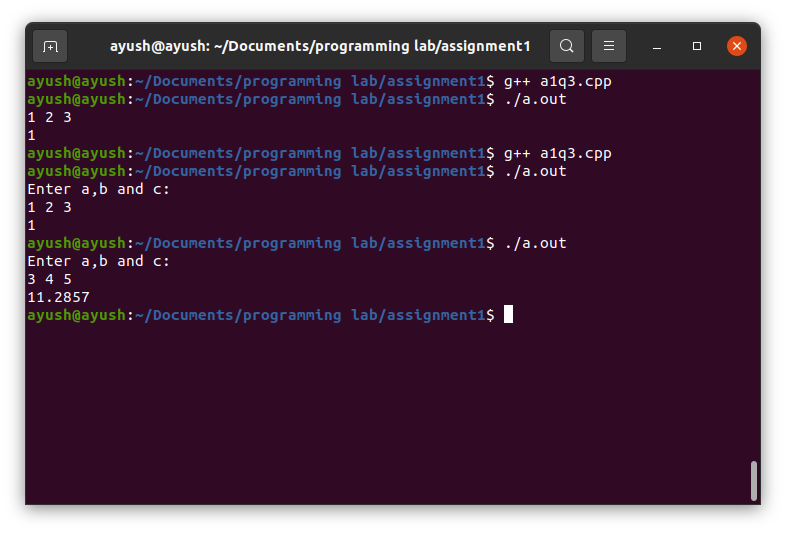 ayush@ayush: ~/Documents/programming lab/assignment1
ayush@ayush:~/Documents/programming lab/assignment1$ g++ a1q3.cpp
ayush@ayush:~/Documents/programming lab/assignment1$ ./a.out
1 2 3
1
ayush@ayush:~/Documents/programming lab/assignment1$ g++ a1q3.cpp
ayush@ayush:~/Documents/programming lab/assignment1$ ./a.out
Enter a,b and c:
1 2 3
1
ayush@ayush:~/Documents/programming lab/assignment1$ ./a.out
Enter a,b and c:
3 4 5
11.2857
ayush@ayush:~/Documents/programming lab/assignment1$